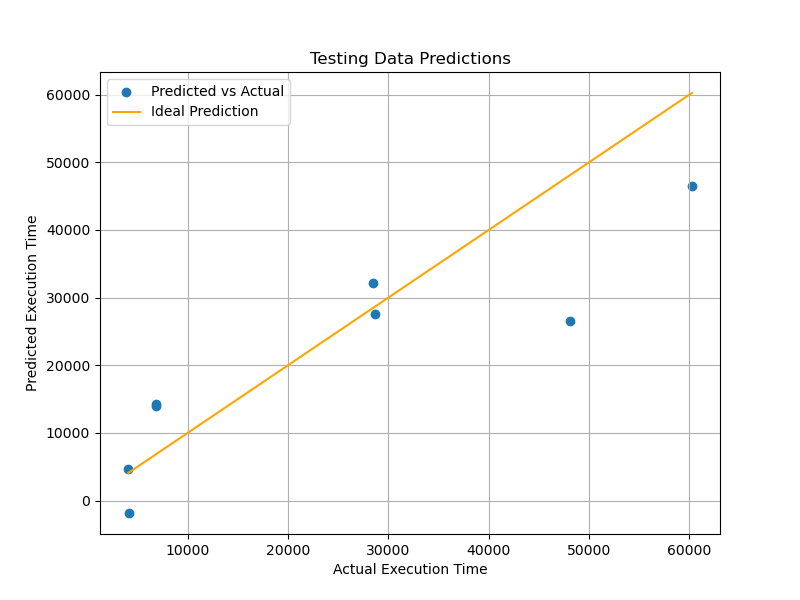 Testing Data Predictions
Predicted vs Actual
Ideal Prediction
Predicted Execution Time
60000
50000
40000
30000
20000
10000
0
10000
20000
30000
40000
50000
60000
Actual Execution Time